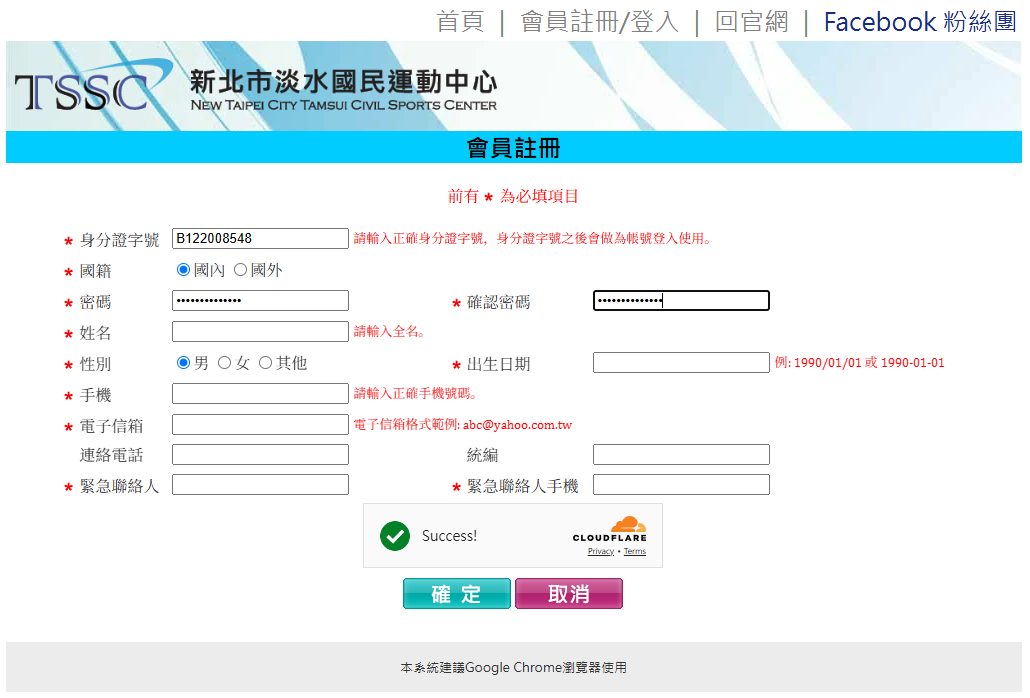 首頁 | 會員註冊/登入 | 回官網 | Facebook 粉絲團
TSSC 新北市淡水國民運動中心
NEW TAIPEI CITY TAMSUI CIVIL SPORTS CENTER
會員註冊
前有 * 為必填項目
* 身分證字號 B122008548 請輸入正確身分證字號，身分證字號之後會做為帳號登入使用。
* 國籍 國內 國外
* 密碼 •••••••••••••• * 確認密碼 ••••••••••••••
* 姓名 請輸入全名。
* 性別 男 女 其他 * 出生日期 例: 1990/01/01 或 1990-01-01
* 手機 請輸入正確手機號碼。
* 電子信箱 電子信箱格式範例: abc@yahoo.com.tw
連絡電話 統編
* 緊急聯絡人 * 緊急聯絡人手機
Success! CLOUDFLARE
Privacy • Terms
確 定 取消
本系統建議Google Chrome瀏覽器使用